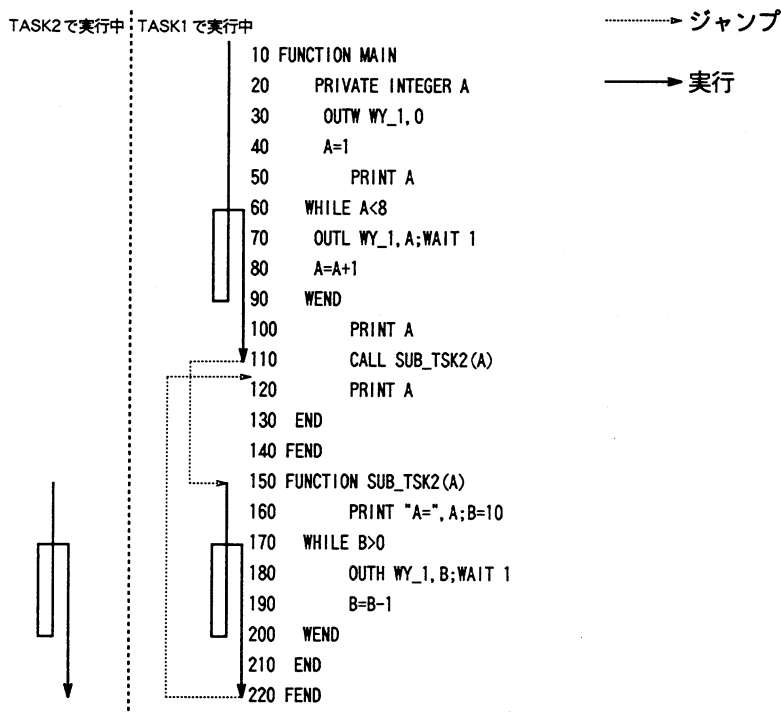 TASK2で実行中 TASK1で実行中
ジャンプ
実行
10 FUNCTION MAIN
20 PRIVATE INTEGER A
30 OUTW WY_1,0
40 A=1
50 PRINT A
60 WHILE A<8
70 OUTL WY_1,A;WAIT 1
80 A=A+1
90 WEND
100 PRINT A
110 CALL SUB_TSK2(A)
120 PRINT A
130 END
140 FEND
150 FUNCTION SUB_TSK2(A)
160 PRINT "A=",A;B=10
170 WHILE B>0
180 OUTH WY_1,B;WAIT 1
190 B=B-1
200 WEND
210 END
220 FEND